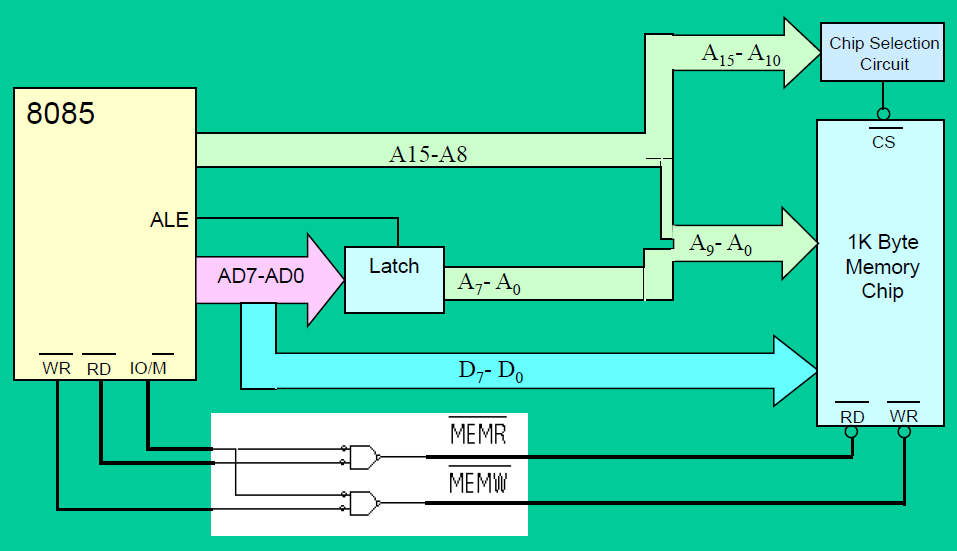 8085
A15-A8
A15- A10
Chip Selection
Circuit
CS
ALE
AD7-AD0
Latch
A7- A0
A9- A0
1K Byte
Memory
Chip
D7- D0
WR RD IO/M
RD WR
MEMR
MEMW